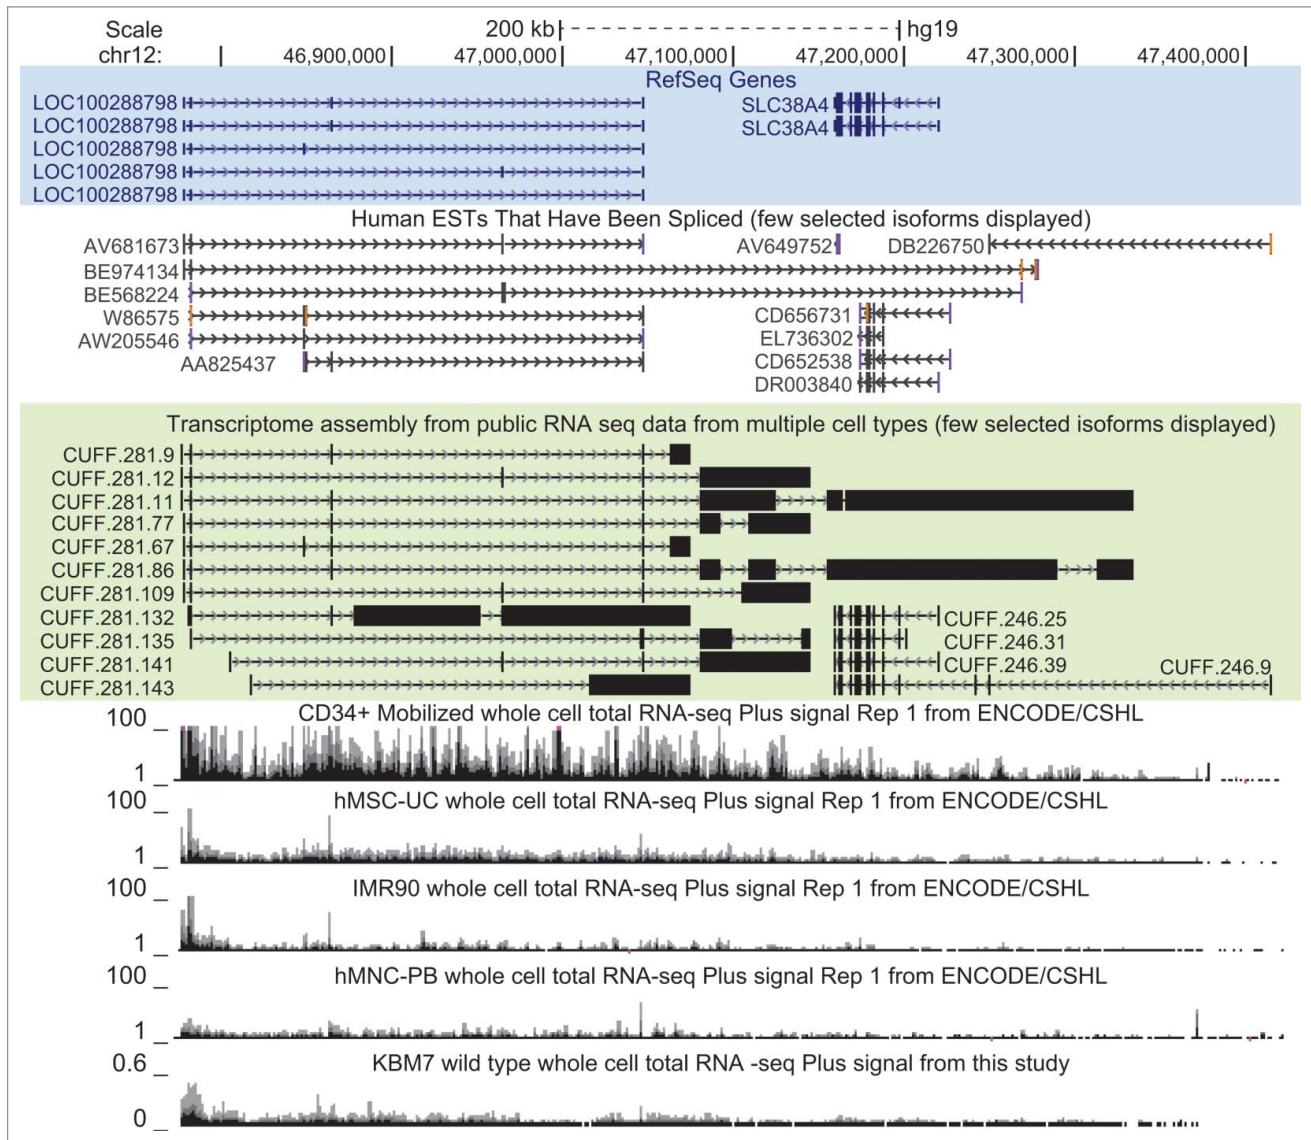 Scale 200 kb hg19
chr12: 46,900,000 47,000,000 47,100,000 47,200,000 47,300,000 47,400,000
RefSeq Genes
LOC100288798 SLC38A4
LOC100288798 SLC38A4
LOC100288798
LOC100288798
LOC100288798
Human ESTs That Have Been Spliced (few selected isoforms displayed)
AV681673 AV649752 DB226750
BE974134
BE568224
W86575 CD656731
AW205546 EL736302
AA825437 CD652538
DR003840
Transcriptome assembly from public RNA seq data from multiple cell types (few selected isoforms displayed)
CUFF.281.9
CUFF.281.12
CUFF.281.11
CUFF.281.77
CUFF.281.67
CUFF.281.86
CUFF.281.109
CUFF.281.132 CUFF.246.25
CUFF.281.135 CUFF.246.31
CUFF.281.141 CUFF.246.39 CUFF.246.9
CUFF.281.143
CD34+ Mobilized whole cell total RNA-seq Plus signal Rep 1 from ENCODE/CSHL
100
1
hMSC-UC whole cell total RNA-seq Plus signal Rep 1 from ENCODE/CSHL
100
1
IMR90 whole cell total RNA-seq Plus signal Rep 1 from ENCODE/CSHL
100
1
hMNC-PB whole cell total RNA-seq Plus signal Rep 1 from ENCODE/CSHL
100
1
KBM7 wild type whole cell total RNA -seq Plus signal from this study
0.6
0